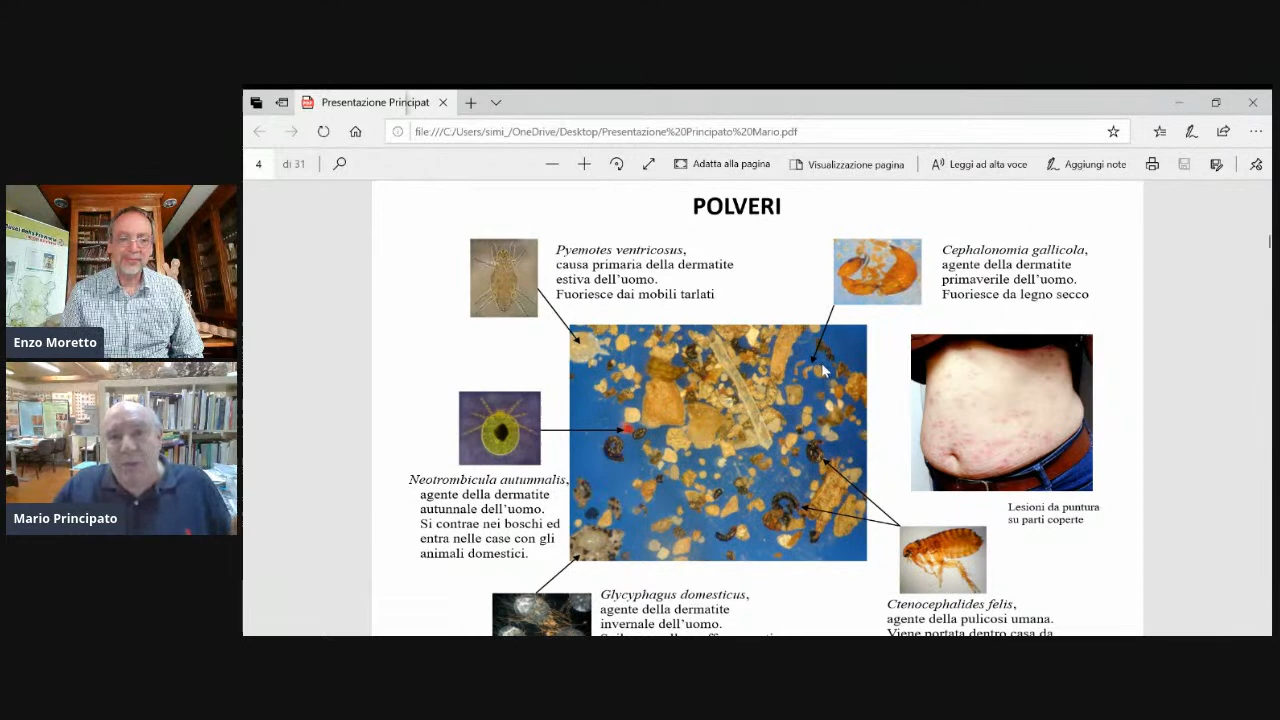 Presentazione Principat
file:///C:/Users/simi_/OneDrive/Desktop/Presentazione%20Principato%20Mario.pdf
4 di 31
Adatta alla pagina
Visualizzazione pagina
Leggi ad alta voce
Aggiungi note
POLVERI
Pyemotes ventricosus,
causa primaria della dermatite
estiva dell'uomo.
Fuoriesce dai mobili tarlati
Cephalonomia gallicola,
agente della dermatite
primaverile dell'uomo.
Fuoriesce da legno secco
Enzo Moretto
Mario Principato
Neotrombicula autumnalis,
agente della dermatite
autunnale dell'uomo.
Si contrae nei boschi ed
entra nelle case con gli
animali domestici.
Lesioni da puntura
su parti coperte
Glycyphagus domesticus,
agente della dermatite
invernale dell'uomo.
Ctenocephalides felis,
agente della pulicosi umana.
Viene portata dentro casa da